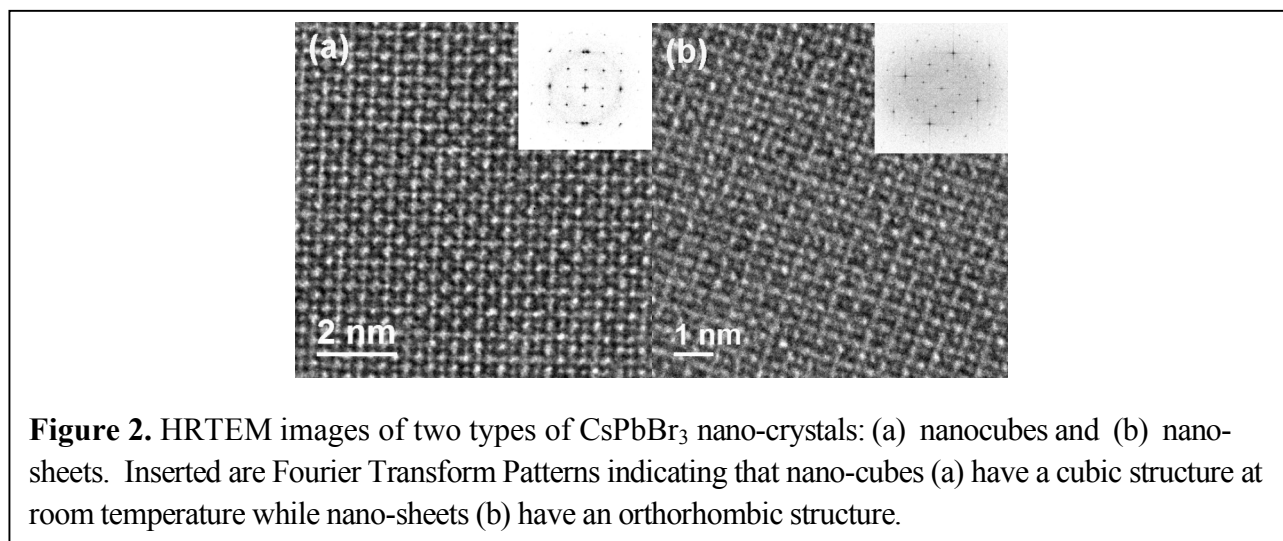 (a)
(b)
2 nm
1 nm
Figure 2. HRTEM images of two types of CsPbBr₃ nano-crystals: (a) nanocubes and (b) nano-
sheets. Inserted are Fourier Transform Patterns indicating that nano-cubes (a) have a cubic structure at
room temperature while nano-sheets (b) have an orthorhombic structure.